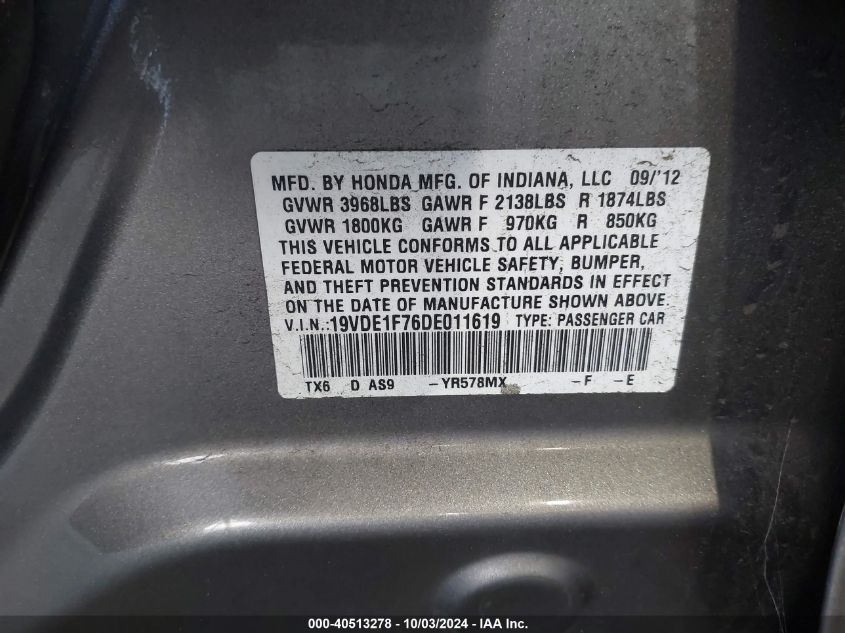 MFD. BY HONDA MFG. OF INDIANA, LLC 09/'12
GVWR 3968LBS GAWR F 2138LBS R 1874LBS
GVWR 1800KG GAWR F 970KG R 850KG
THIS VEHICLE CONFORMS TO ALL APPLICABLE
FEDERAL MOTOR VEHICLE SAFETY, BUMPER,
AND THEFT PREVENTION STANDARDS IN EFFECT
ON THE DATE OF MANUFACTURE SHOWN ABOVE.
V.I.N.:19VDE1F76DE011619 TYPE: PASSENGER CAR
TX6 D AS9 -YR578MX -F -E
000-40513278 - 10/03/2024 - IAA